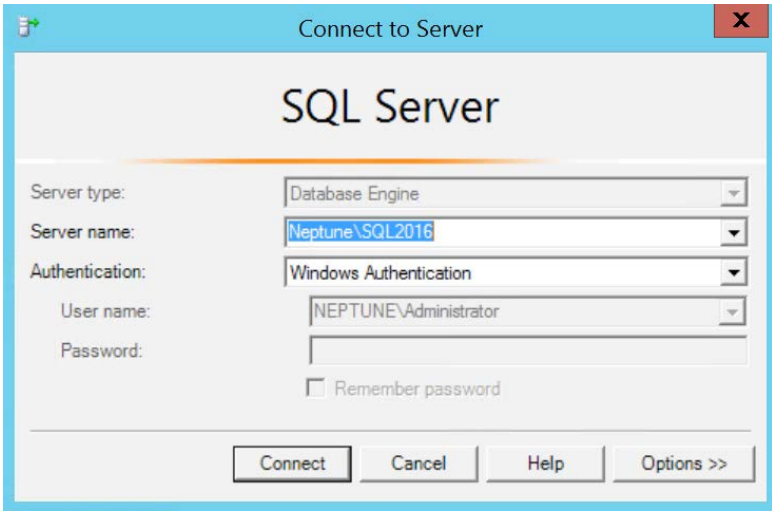 Connect to Server
X
SQL Server
Server type: Database Engine
Server name: Neptune\SQL2016
Authentication: Windows Authentication
User name: NEPTUNE\Administrator
Password:
Remember password
Connect Cancel Help Options >>